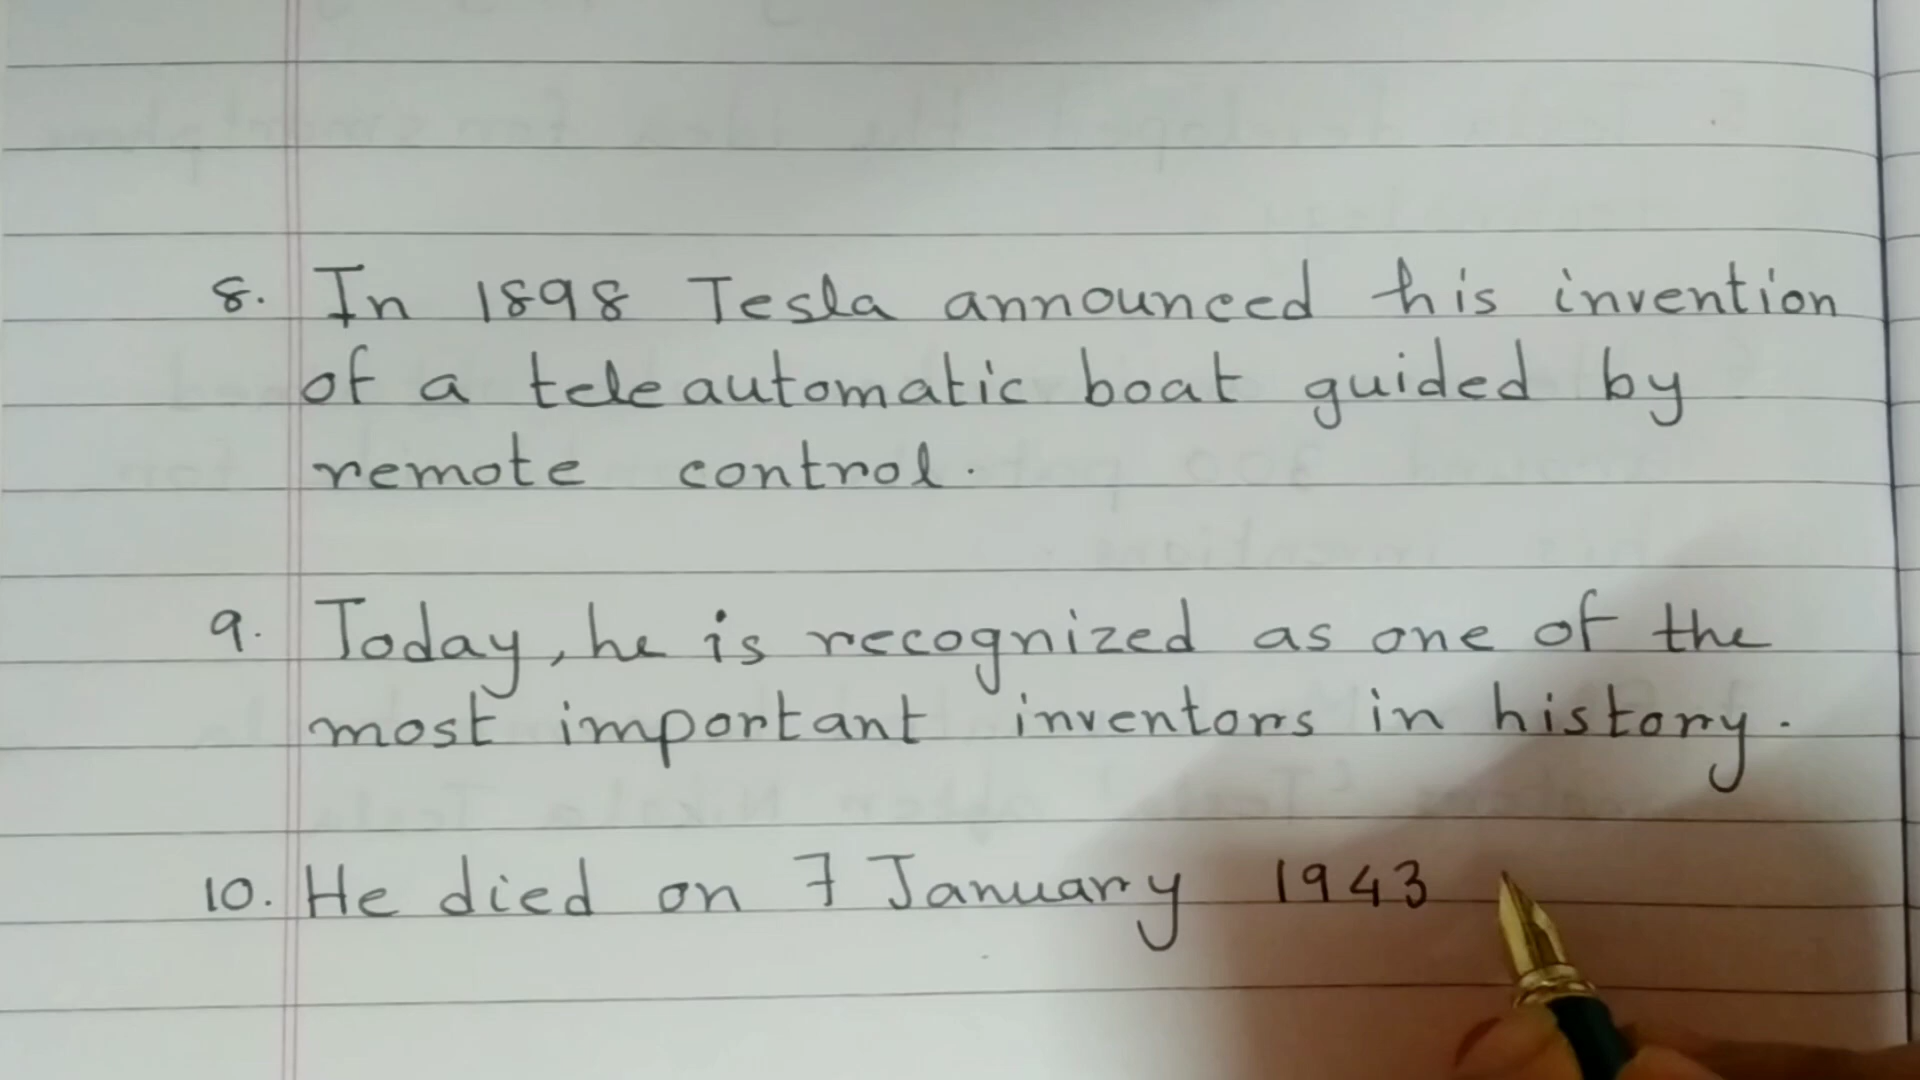 8. In 1898 Tesla announced his invention
of a teleautomatic boat guided by
remote control.
9. Today, he is recognized as one of the
most important inventors in history.
10. He died on 7 January 1943